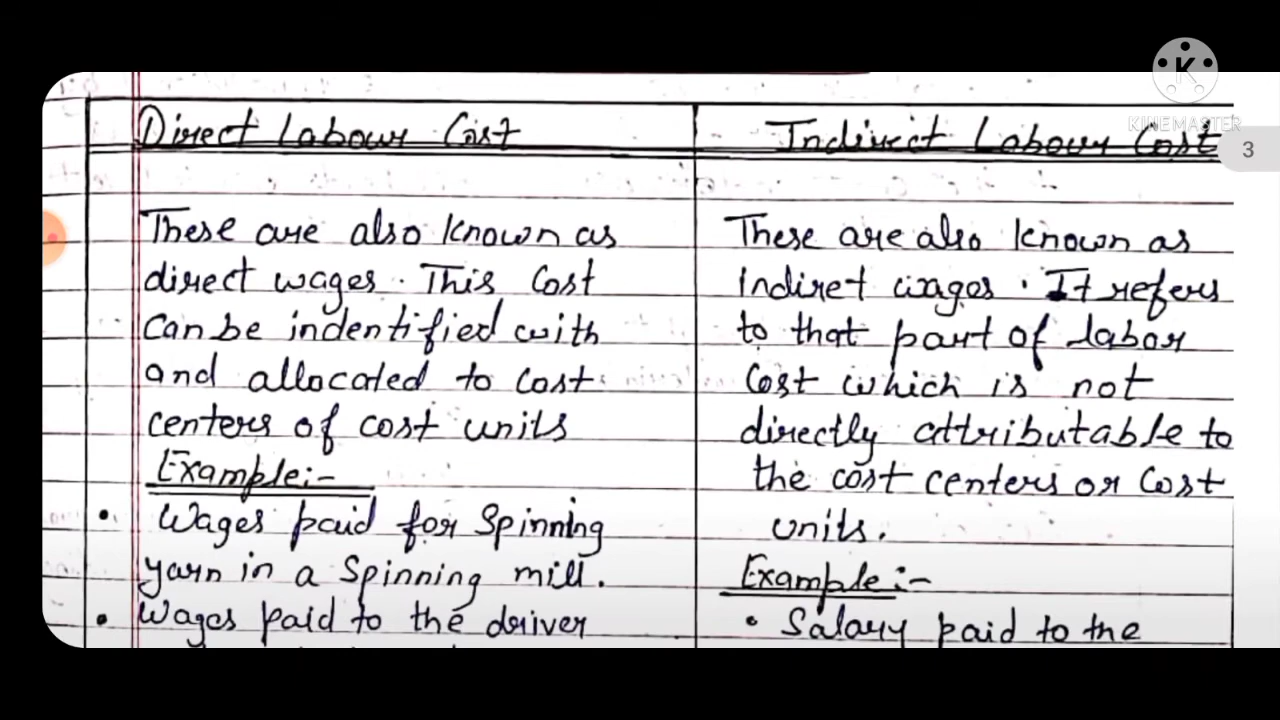 KINEMASTER
3
Direct Labour Cost
These are also known as
direct wages. This Cost
Can be indentified with
and allocated to cost
centers of cost units
Example:-
• Wages paid for spinning
yarn in a spinning mill.
• Wages paid to the driver
Indirect Labour Cost
These are also known as
Indiret wages. It refers
to that part of labor
Cost which is not
directly attributable to
the cost centers or cost
units.
Example:-
• Salary paid to the